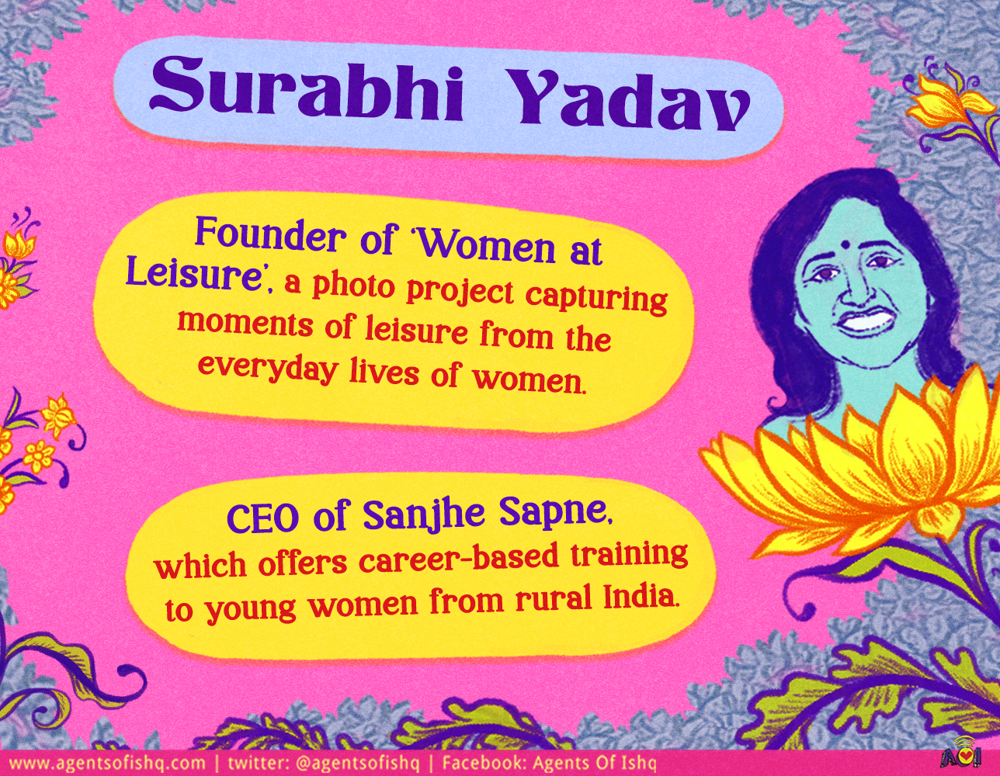 Surabhi Yadav
Founder of ‘Women at
Leisure’, a photo project capturing
moments of leisure from the
everyday lives of women.
CEO of Sanjhe Sapne,
which offers career-based training
to young women from rural India.
www.agentsofishq.com | twitter: @agentsofishq | Facebook: Agents Of Ishq
AOI